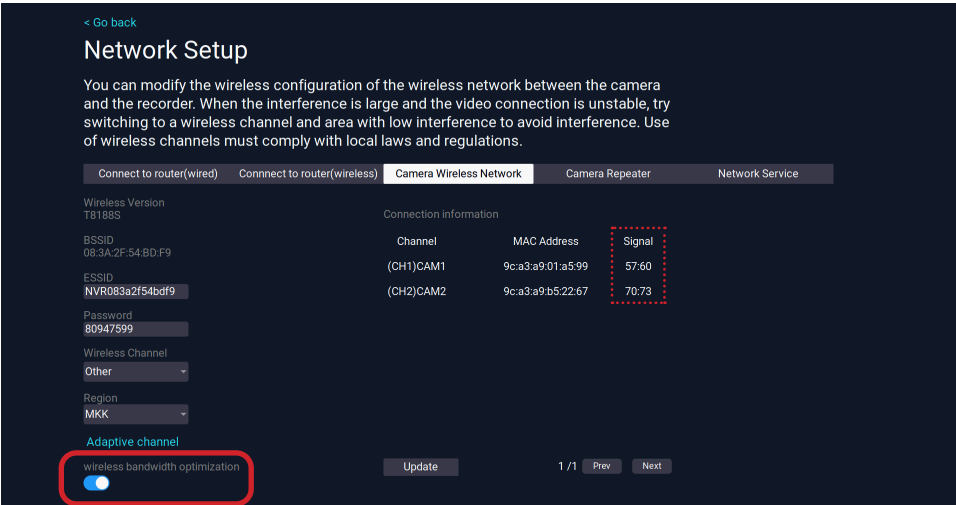 < Go back
Network Setup
You can modify the wireless configuration of the wireless network between the camera
and the recorder. When the interference is large and the video connection is unstable, try
switching to a wireless channel and area with low interference to avoid interference. Use
of wireless channels must comply with local laws and regulations.
Connect to router(wired) Connnect to router(wireless) Camera Wireless Network Camera Repeater Network Service
Wireless Version
T8188S
BSSID
08:3A:2F:54:BD:F9
ESSID
NVR083a2f54bdf9
Password
80947599
Wireless Channel
Other
Region
MKK
Adaptive channel
wireless bandwidth optimization
Connection information
Channel MAC Address Signal
(CH1)CAM1 9c:a3:a9:01:a5:99 57:60
(CH2)CAM2 9c:a3:a9:b5:22:67 70:73
Update 1 /1 Prev Next